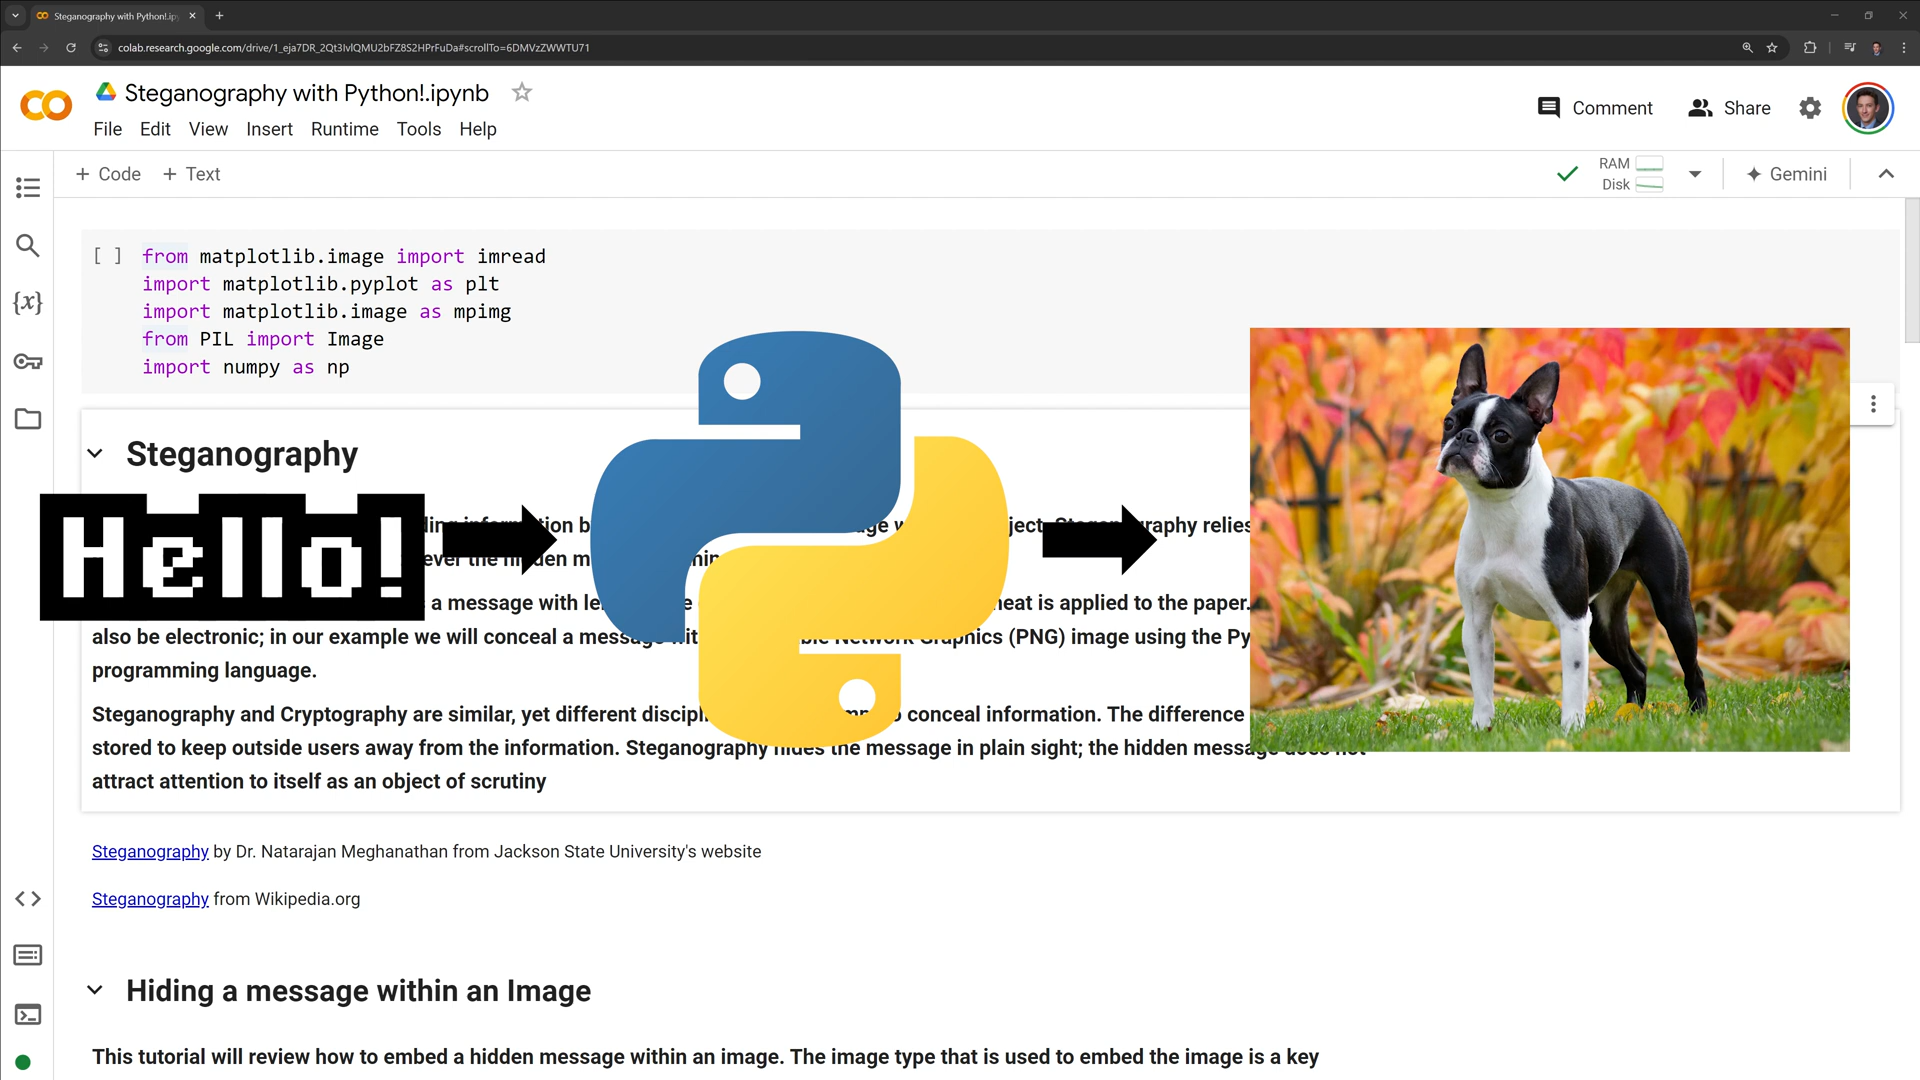 Steganography with Python!.ip
colab.research.google.com/drive/1_eja7DR_2Qt3IvlQMU2bFZ8S2HPrFuDa#scrollTo=6DMVzZWWTU71
Steganography with Python!.ipynb
Comment
Share
File Edit View Insert Runtime Tools Help
+ Code + Text
RAM
Disk
Gemini
[ ] from matplotlib.image import imread
import matplotlib.pyplot as plt
import matplotlib.image as mpimg
from PIL import Image
import numpy as np
{x}
Steganography
Hello!
relies
a message with heat is applied to the paper.
also be electronic; in our example we will conceal a message Graphics (PNG) image using the Py
programming language.
Steganography and Cryptography are similar, yet different conceal information. The difference
stored to keep outside users away from the information. Steganography hides the message in plain sight; the hidden message does not
attract attention to itself as an object of scrutiny
Steganography by Dr. Natarajan Meghanathan from Jackson State University's website
Steganography from Wikipedia.org
Hiding a message within an Image
This tutorial will review how to embed a hidden message within an image. The image type that is used to embed the image is a key